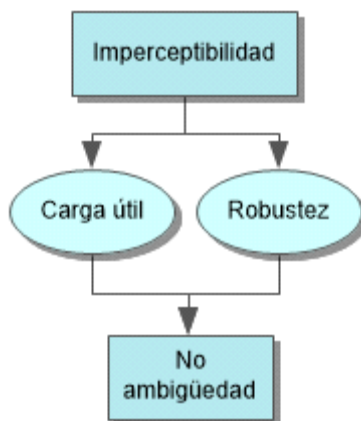 Imperceptibilidad
Carga útil
Robustez
No
ambigüedad